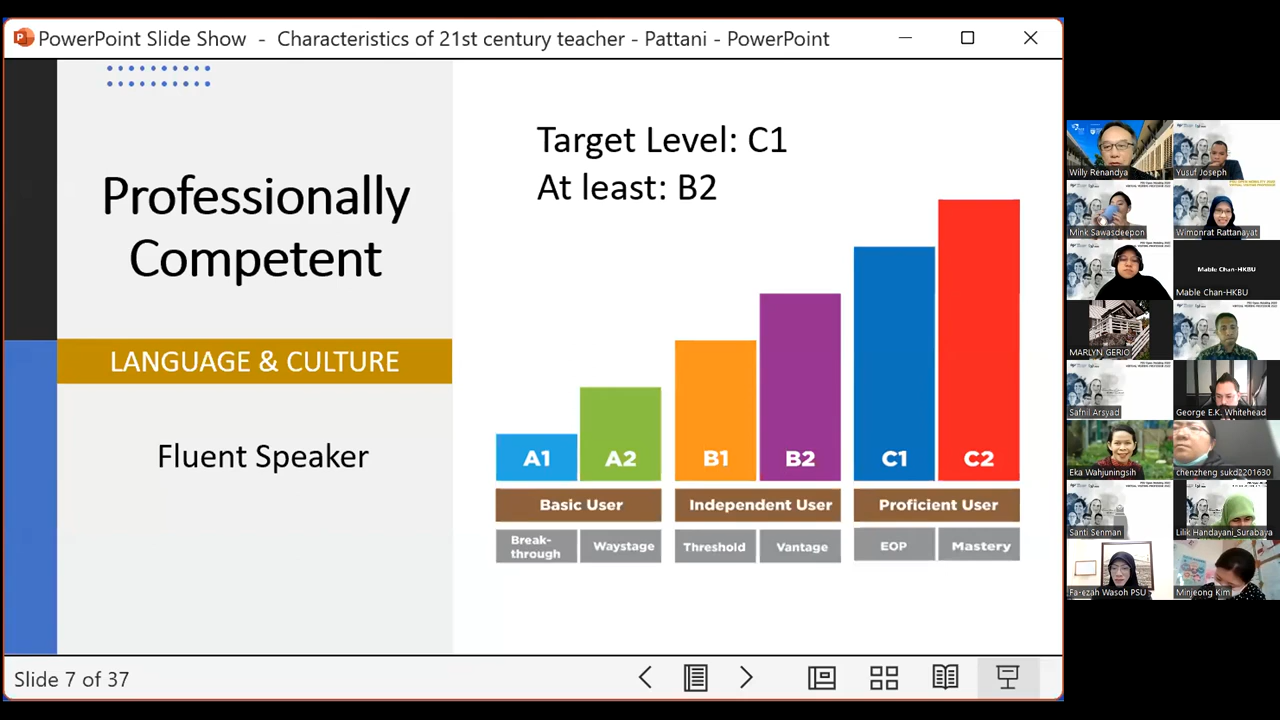 PowerPoint Slide Show - Characteristics of 21st century teacher - Pattani - PowerPoint
Professionally
Competent
LANGUAGE & CULTURE
Fluent Speaker
Target Level: C1
At least: B2
A1
A2
B1
B2
C1
C2
Basic User
Independent User
Proficient User
Break-
through
Waystage
Threshold
Vantage
EOP
Mastery
Slide 7 of 37
Willy Renandya
Yusuf Joseph
Mink Sawasdeepon
Wimonrat Rattanayat
Mable Chan-HKBU
Mable Chan-HKBU
MARLYN GERIO
Safnil Arsyad
George E.K. Whitehead
Eka Wahjuningsih
chenzheng sukd2201630
Santi Senman
Lilik Handayani_Surabaya
Fa-ezah Wasoh PSU
Minjeong Kim